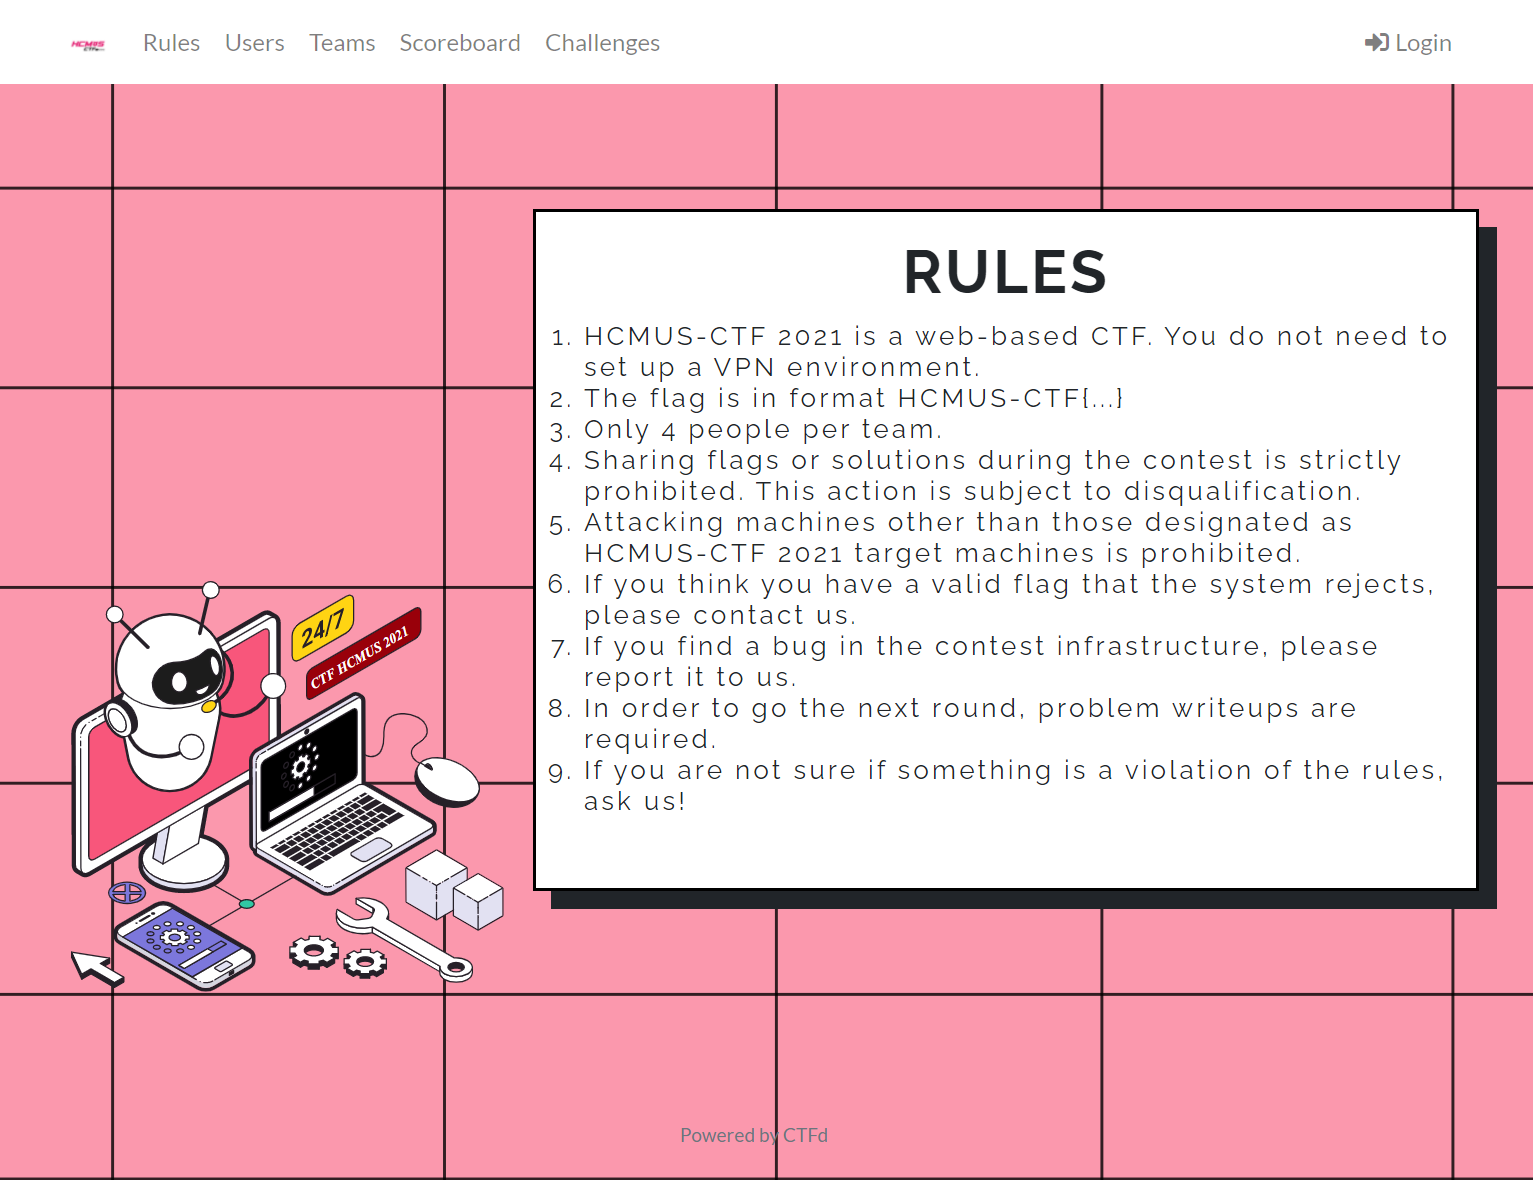 HCMUS CTF
Rules Users Teams Scoreboard Challenges Login
RULES
1. HCMUS-CTF 2021 is a web-based CTF. You do not need to
set up a VPN environment.
2. The flag is in format HCMUS-CTF{...}
3. Only 4 people per team.
4. Sharing flags or solutions during the contest is strictly
prohibited. This action is subject to disqualification.
5. Attacking machines other than those designated as
HCMUS-CTF 2021 target machines is prohibited.
6. If you think you have a valid flag that the system rejects,
please contact us.
7. If you find a bug in the contest infrastructure, please
report it to us.
8. In order to go the next round, problem writeups are
required.
9. If you are not sure if something is a violation of the rules,
ask us!
24/7
CTF HCMUS 2021
Powered by CTFd